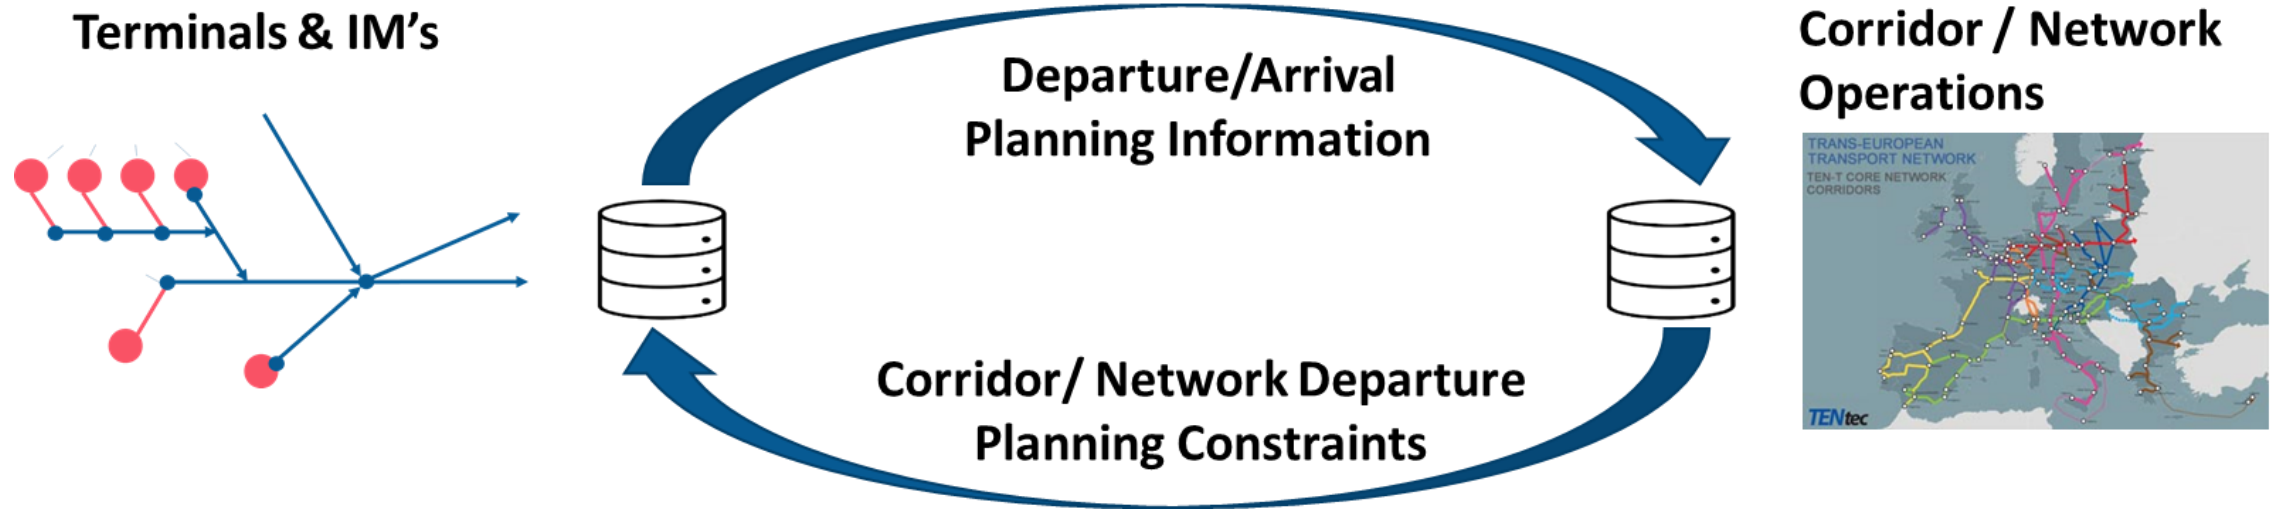 Terminals & IM's
Departure/Arrival
Planning Information
Corridor/ Network Departure
Planning Constraints
Corridor / Network
Operations
TRANS-EUROPEAN
TRANSPORT NETWORK
TEN-T CORE NETWORK
CORRIDORS
TENtec